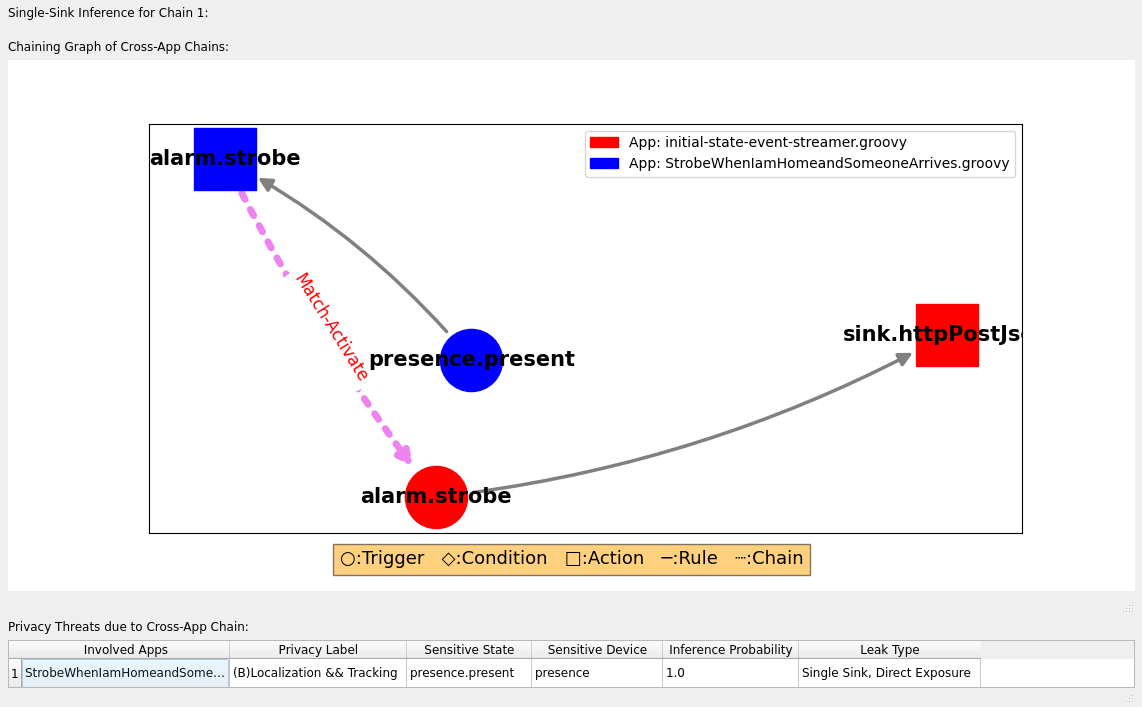 Single-Sink Inference for Chain 1:
Chaining Graph of Cross-App Chains:
App: initial-state-event-streamer.groovy
App: StrobeWhenIamHomeandSomeoneArrives.groovy
alarm.strobe
Match-Activate
presence.present
sink.httpPostJs
alarm.strobe
○:Trigger ◇:Condition □:Action ─:Rule ┈:Chain
Privacy Threats due to Cross-App Chain:
Involved Apps Privacy Label Sensitive State Sensitive Device Inference Probability Leak Type
1 StrobeWhenIamHomeandSome... (B)Localization && Tracking presence.present presence 1.0 Single Sink, Direct Exposure